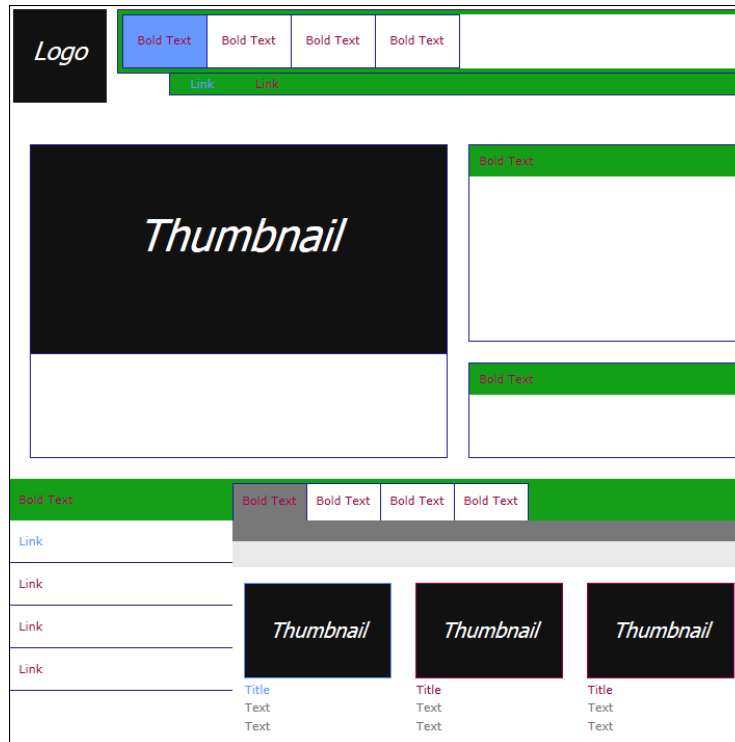 Logo
Bold Text Bold Text Bold Text Bold Text
Link Link
Thumbnail
Bold Text
Bold Text
Bold Text
Bold Text Bold Text Bold Text Bold Text
Link
Link
Link
Link
Thumbnail Thumbnail Thumbnail
Title Title Title
Text Text Text
Text Text Text